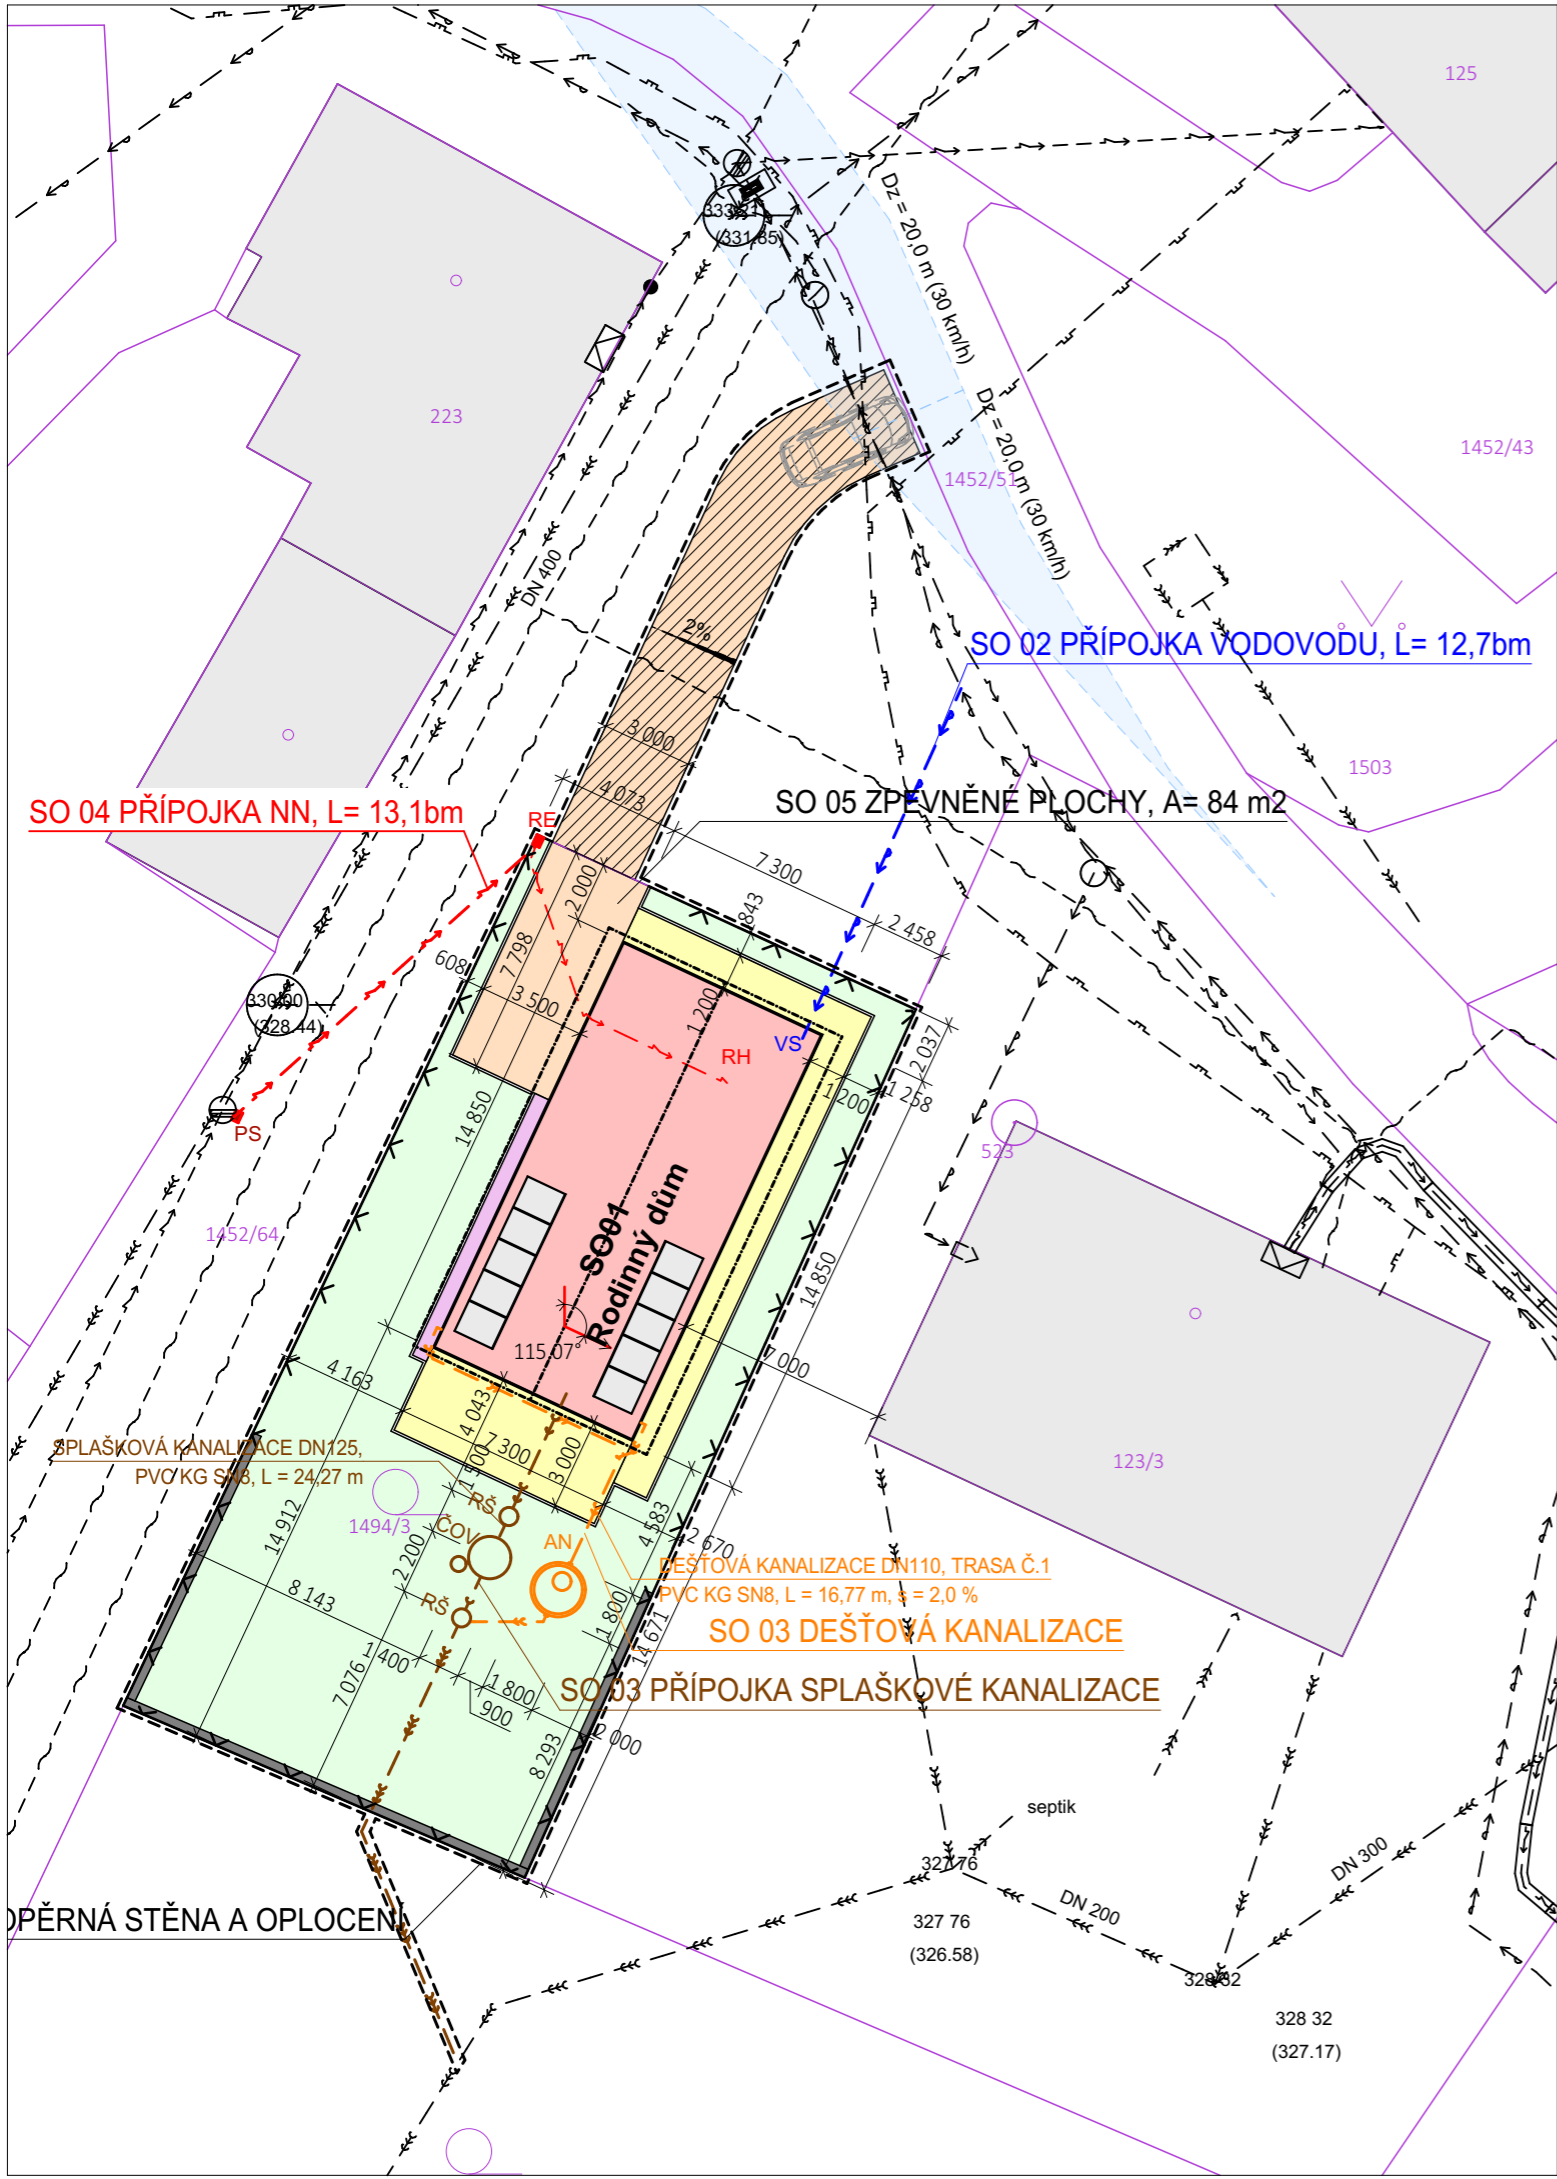 125
333.21
(331.85)
Dz = 20,0 m (30 km/h)
Dz = 20,0 m (30 km/h)
223
1452/43
1452/51
DN 400
2%
SO 02 PŘÍPOJKA VODOVODU, L= 12,7bm
3 000
1503
4 073
SO 04 PŘÍPOJKA NN, L= 13,1bm
RE
SO 05 ZPEVNĚNÉ PLOCHY, A= 84 m2
7 300
2 000
843
2 458
7 798
608
3 500
330.00
(328.44)
1 200
VS
RH
2 037
1 200
1 258
14 850
PS
523
1452/64
SO01
Rodinný dům
14 850
115.07°
7 000
4 163
4 043
7 300
3 000
1 500
SPLAŠKOVÁ KANALIZACE DN125,
PVC KG SN8, L = 24,27 m
123/3
RŠ
1494/3
ČOV
AN
4 583
2 670
14 912
2 200
DEŠŤOVÁ KANALIZACE DN110, TRASA Č.1
PVC KG SN8, L = 16,77 m, s = 2,0 %
8 143
RŠ
1 800
14 671
SO 03 DEŠŤOVÁ KANALIZACE
1 400
7 076
1 800
SO 03 PŘÍPOJKA SPLAŠKOVÉ KANALIZACE
900
2 000
8 293
septik
327.76
DN 300
DN 200
OPĚRNÁ STĚNA A OPLOCENÍ
327 76
(326.58)
328.32
328 32
(327.17)